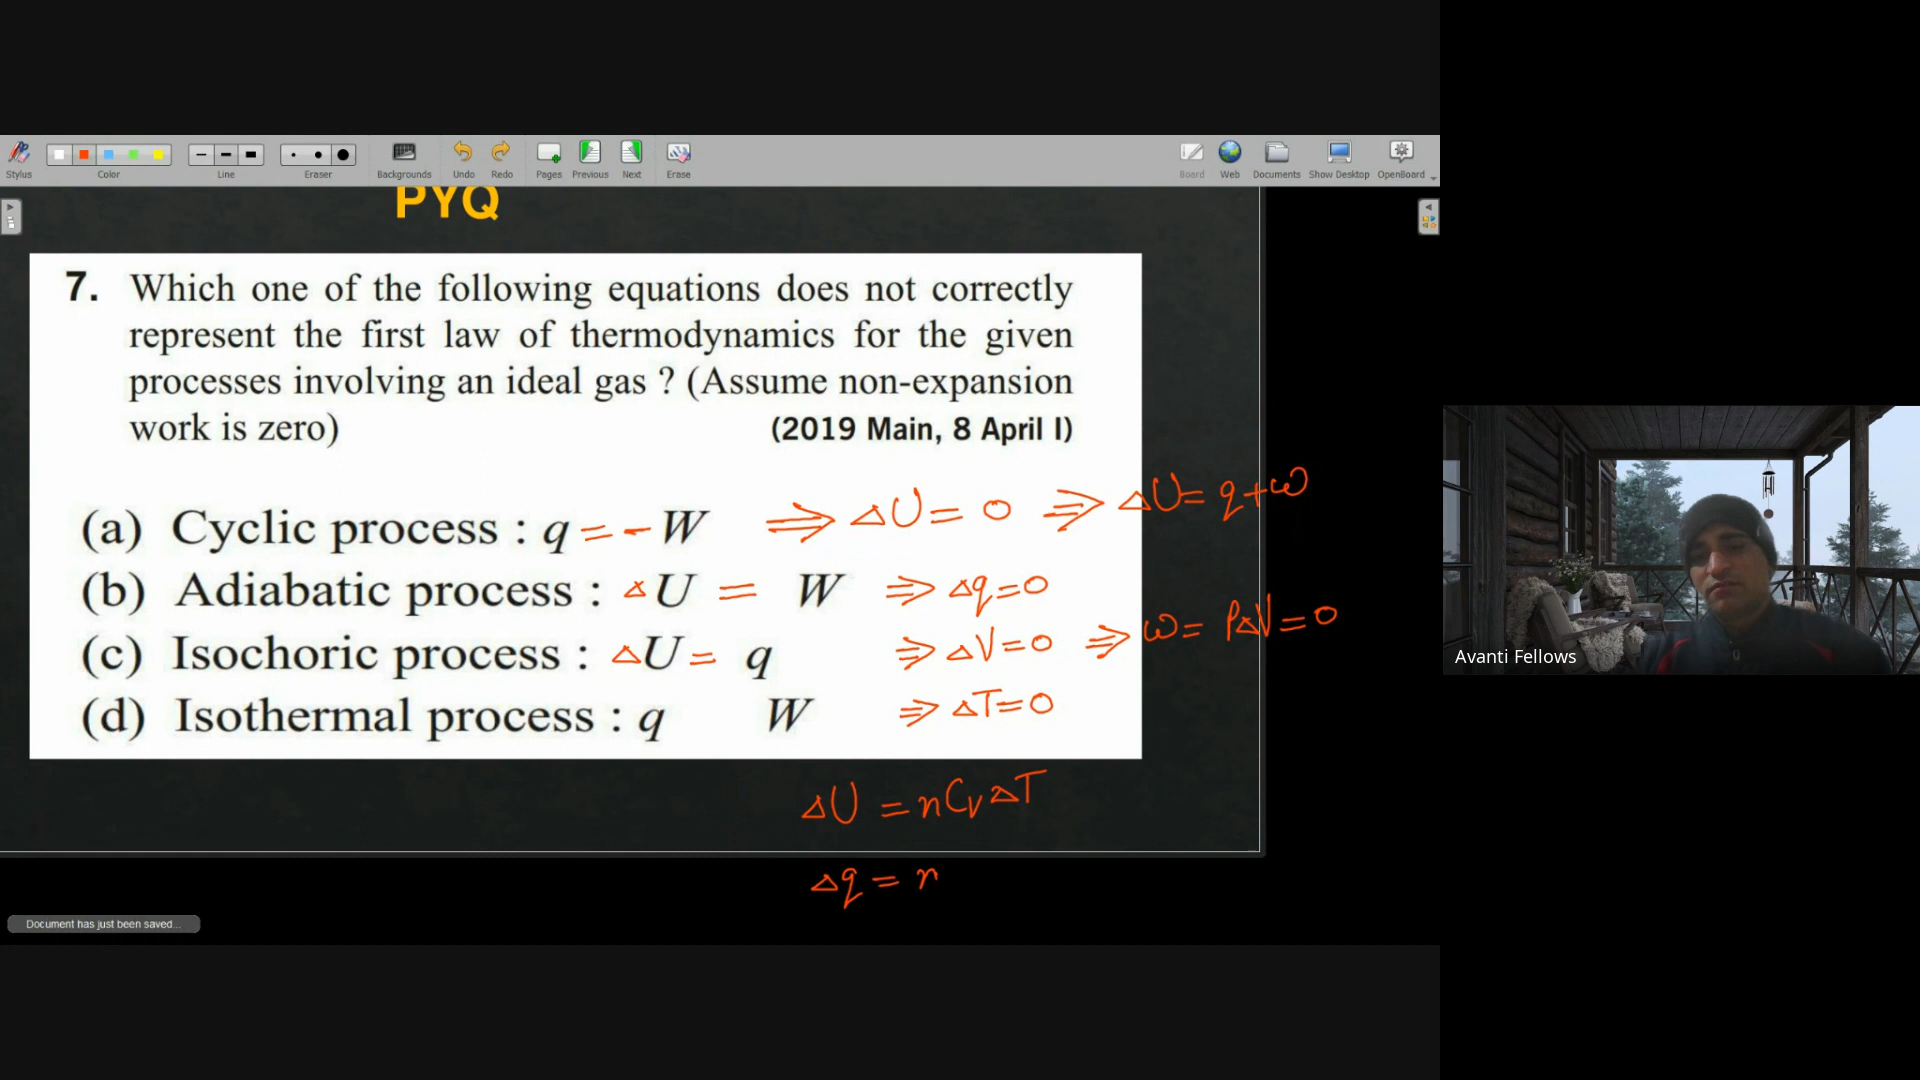 Stylus
Color
Line
Eraser
Backgrounds
Undo
Redo
Pages
Previous
Next
Erase
Board
Web
Documents
Show Desktop
OpenBoard
PYQ
7. Which one of the following equations does not correctly
represent the first law of thermodynamics for the given
processes involving an ideal gas ? (Assume non-expansion
work is zero) (2019 Main, 8 April I)
(a) Cyclic process : q = - W ⇒ ΔU = 0 ⇒ ΔU = q + w
(b) Adiabatic process : ΔU = W ⇒ Δq = 0
(c) Isochoric process : ΔU = q ⇒ ΔV = 0 ⇒ w = PΔV = 0
(d) Isothermal process : q W ⇒ ΔT = 0
ΔU = nCvΔT
Δq = n
Document has just been saved...
Avanti Fellows